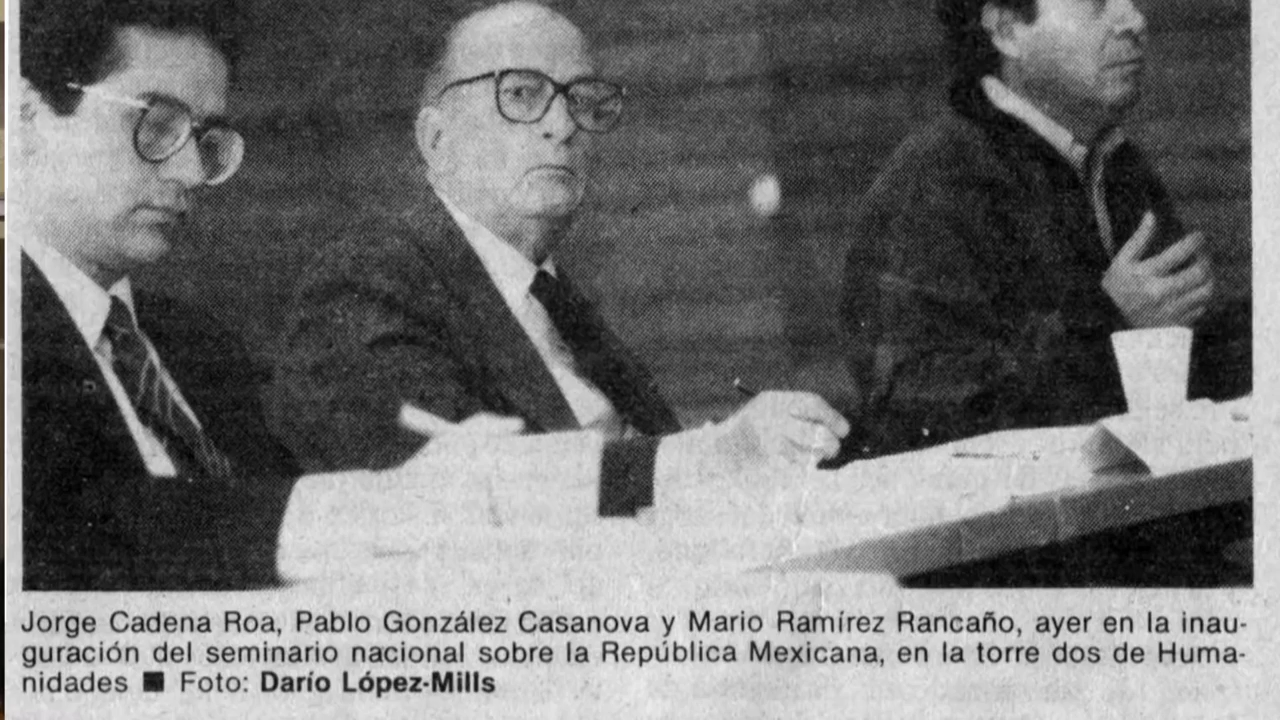 Jorge Cadena Roa, Pablo González Casanova y Mario Ramírez Rancaño, ayer en la inau-
guración del seminario nacional sobre la República Mexicana, en la torre dos de Huma-
nidades ■ Foto: Darío López-Mills